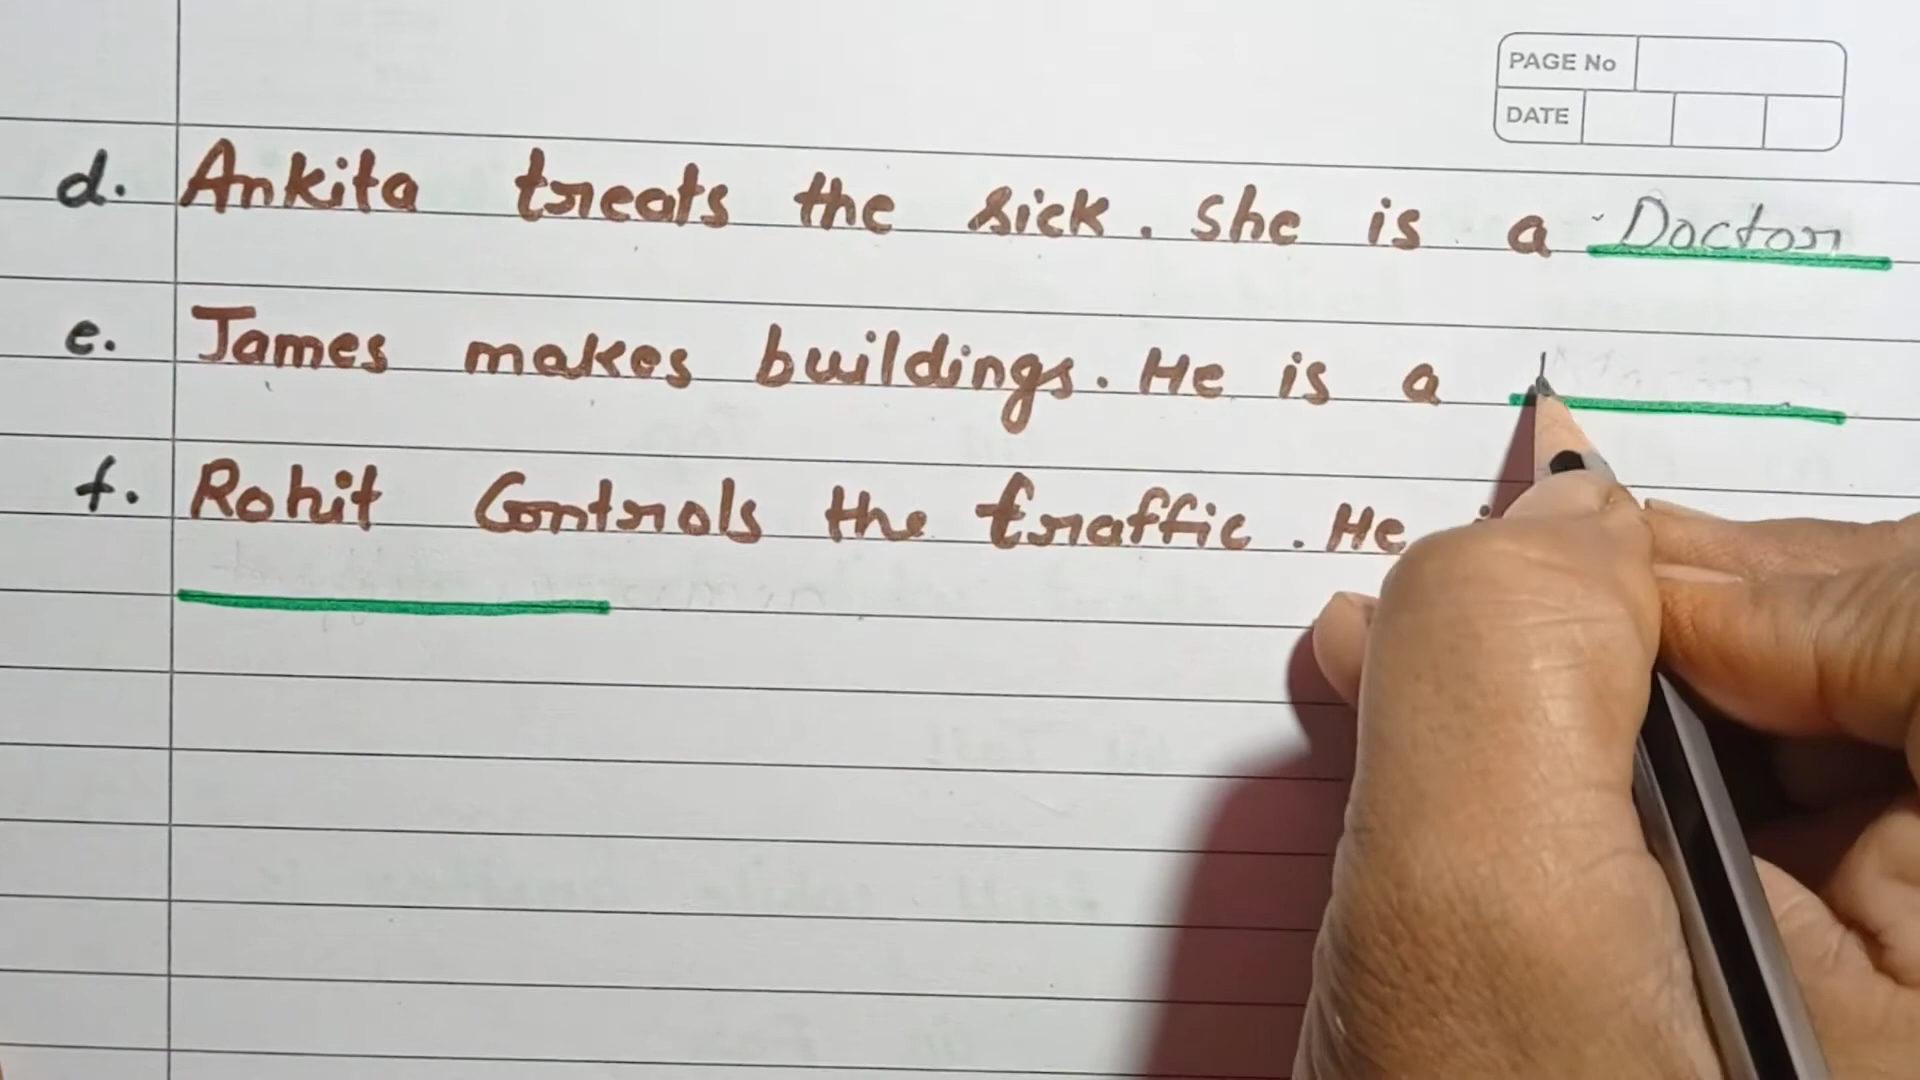 PAGE No
DATE
d. Ankita treats the sick. She is a Doctor
e. James makes buildings. He is a
f. Rohit Controls the traffic. He